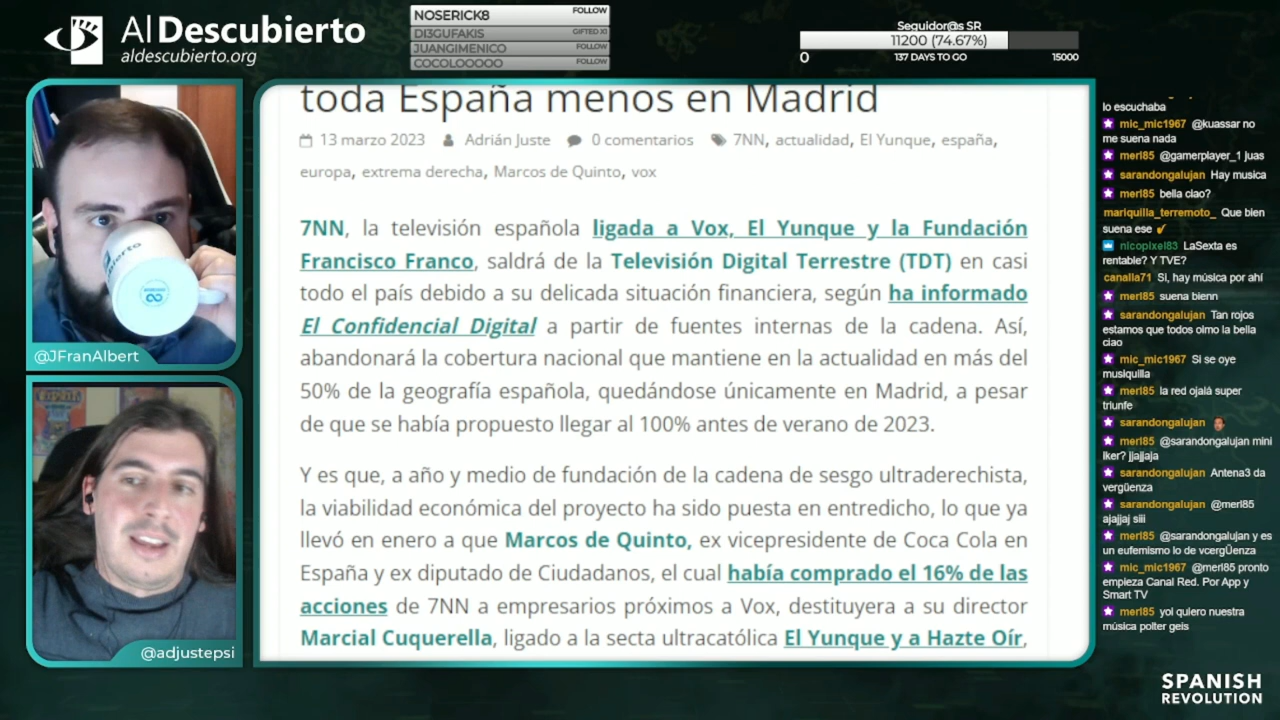 Al Descubierto
aldescubierto.org
NOSERICK8 FOLLOW
DI3GUFAKIS GIFTED X1
JUANGIMENICO FOLLOW
COCOLOOOOO FOLLOW
Seguidor@s SR
11200 (74.67%)
0 137 DAYS TO GO 15000
toda España menos en Madrid
13 marzo 2023 Adrián Juste 0 comentarios 7NN, actualidad, El Yunque, españa,
europa, extrema derecha, Marcos de Quinto, vox
7NN, la televisión española ligada a Vox, El Yunque y la Fundación
Francisco Franco, saldrá de la Televisión Digital Terrestre (TDT) en casi
todo el país debido a su delicada situación financiera, según ha informado
El Confidencial Digital a partir de fuentes internas de la cadena. Así,
abandonará la cobertura nacional que mantiene en la actualidad en más del
50% de la geografía española, quedándose únicamente en Madrid, a pesar
de que se había propuesto llegar al 100% antes de verano de 2023.
Y es que, a año y medio de fundación de la cadena de sesgo ultraderechista,
la viabilidad economica del proyecto ha sido puesta en entredicho, lo que ya
llevó en enero a que Marcos de Quinto, ex vicepresidente de Coca Cola en
España y ex diputado de Ciudadanos, el cual había comprado el 16% de las
acciones de 7NN a empresarios próximos a Vox, destituyera a su director
Marcial Cuquerella, ligado a la secta ultracatólica El Yunque y a Hazte Oír,
@JFranAlbert
@adjustepsi
lo escuchaba
mic_mic1967 @kuassar no
me suena nada
merl85 @gamerplayer_1 juas
sarandongalujan Hay musica
merl85 bella ciao?
mariquilla_terremoto_ Que bien
suena ese
nicopixel83 LaSexta es
rentable? Y TVE?
canalla71 Si, hay música por ahí
merl85 suena bienn
sarandongalujan Tan rojos
estamos que todos olmo la bella
ciao
mic_mic1967 Si se oye
musiquilla
merl85 la red ojalá super
triunfe
sarandongalujan
merl85 @sarandongalujan mini
iker? jjajjaja
sarandongalujan Antena3 da
vergüenza
sarandongalujan @merl85
ajajjaj siii
merl85 @sarandongalujan y es
un eufemismo lo de vcergÜenza
mic_mic1967 @merl85 pronto
empieza Canal Red. Por App y
Smart TV
merl85 yoi quiero nuestra
música polter geis
SPANISH
REVOLUTION